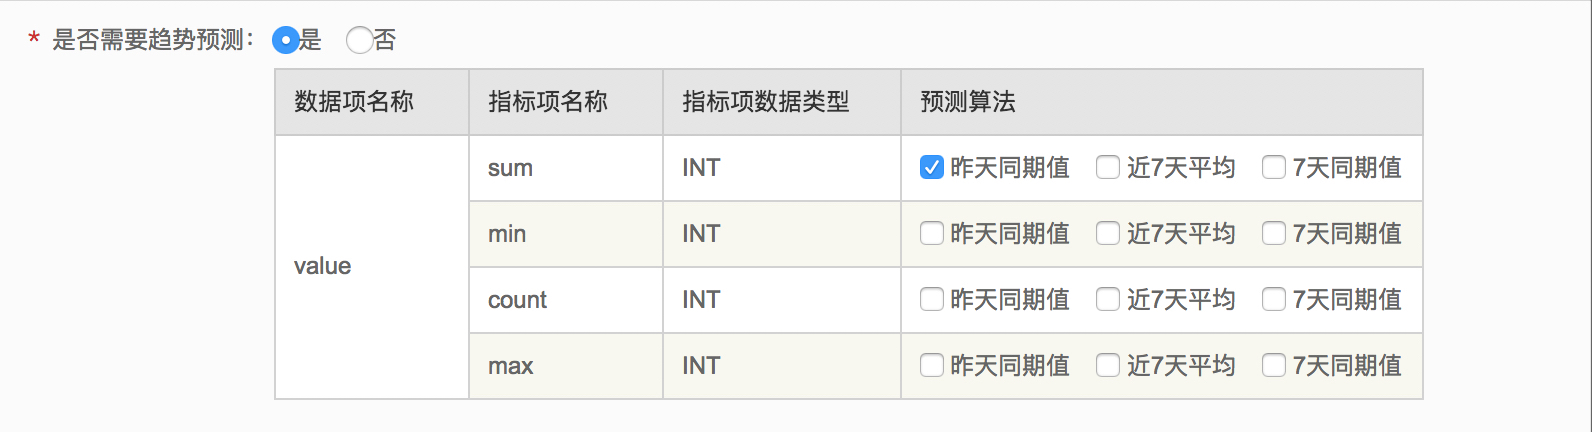 * 是否需要趋势预测: 是 否
数据项名称 指标项名称 指标项数据类型 预测算法
sum INT 昨天同期值 近7天平均 7天同期值
min INT 昨天同期值 近7天平均 7天同期值
value
count INT 昨天同期值 近7天平均 7天同期值
max INT 昨天同期值 近7天平均 7天同期值